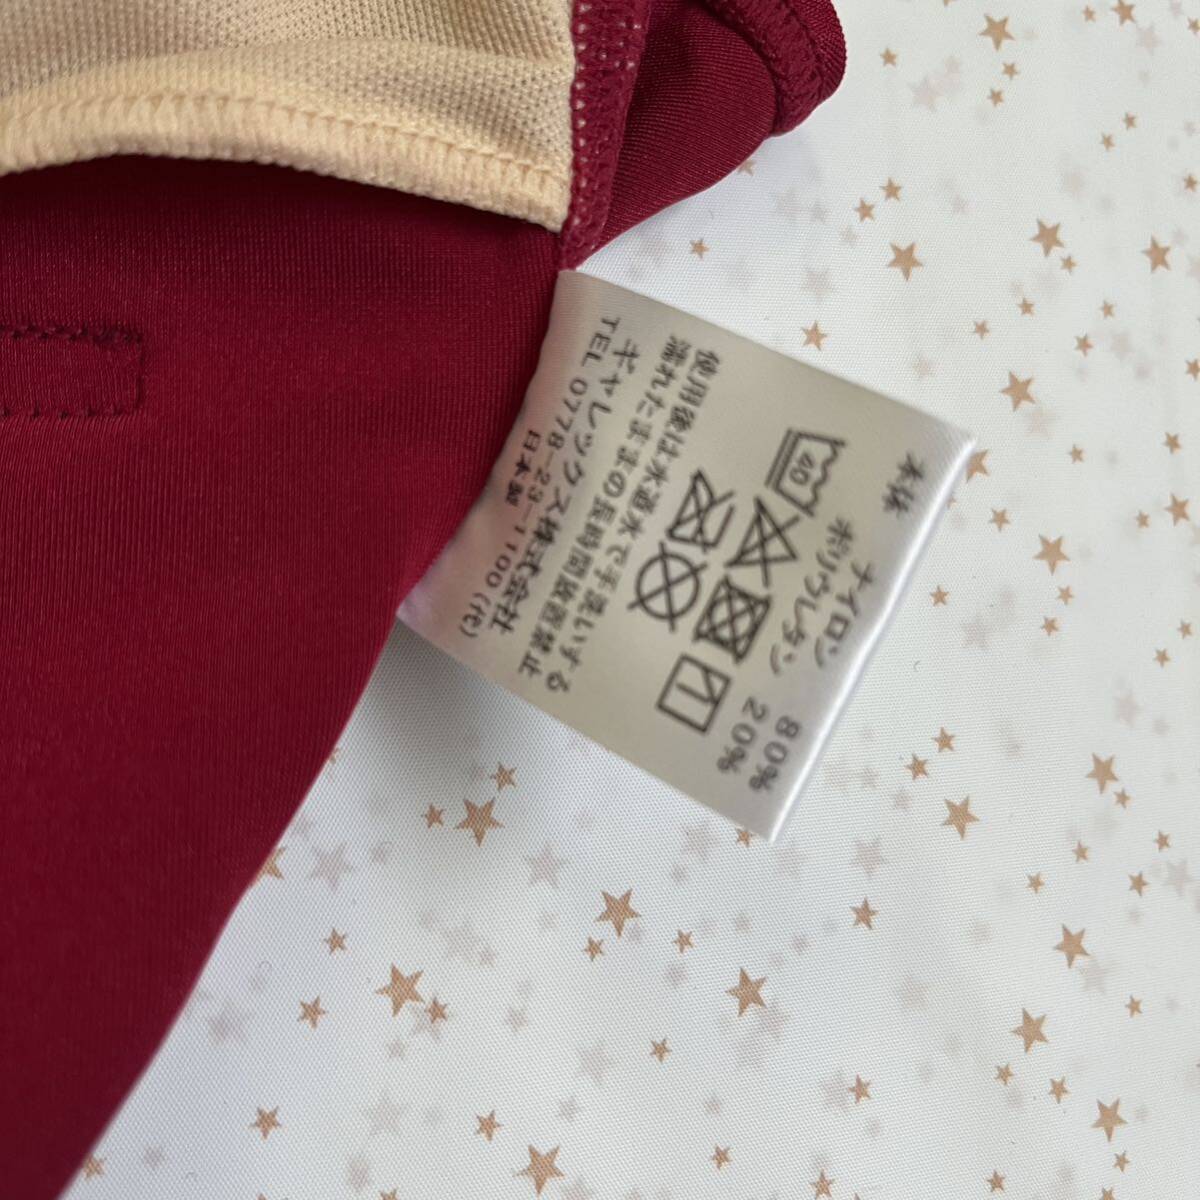 本体
ナイロン 80%
ポリウレタン 20%
40
使用後は水道水で手洗いする
濡れたままの長時間放置禁止
ギャレックス株式会社
TEL 0778-23-1100(代)
日本製